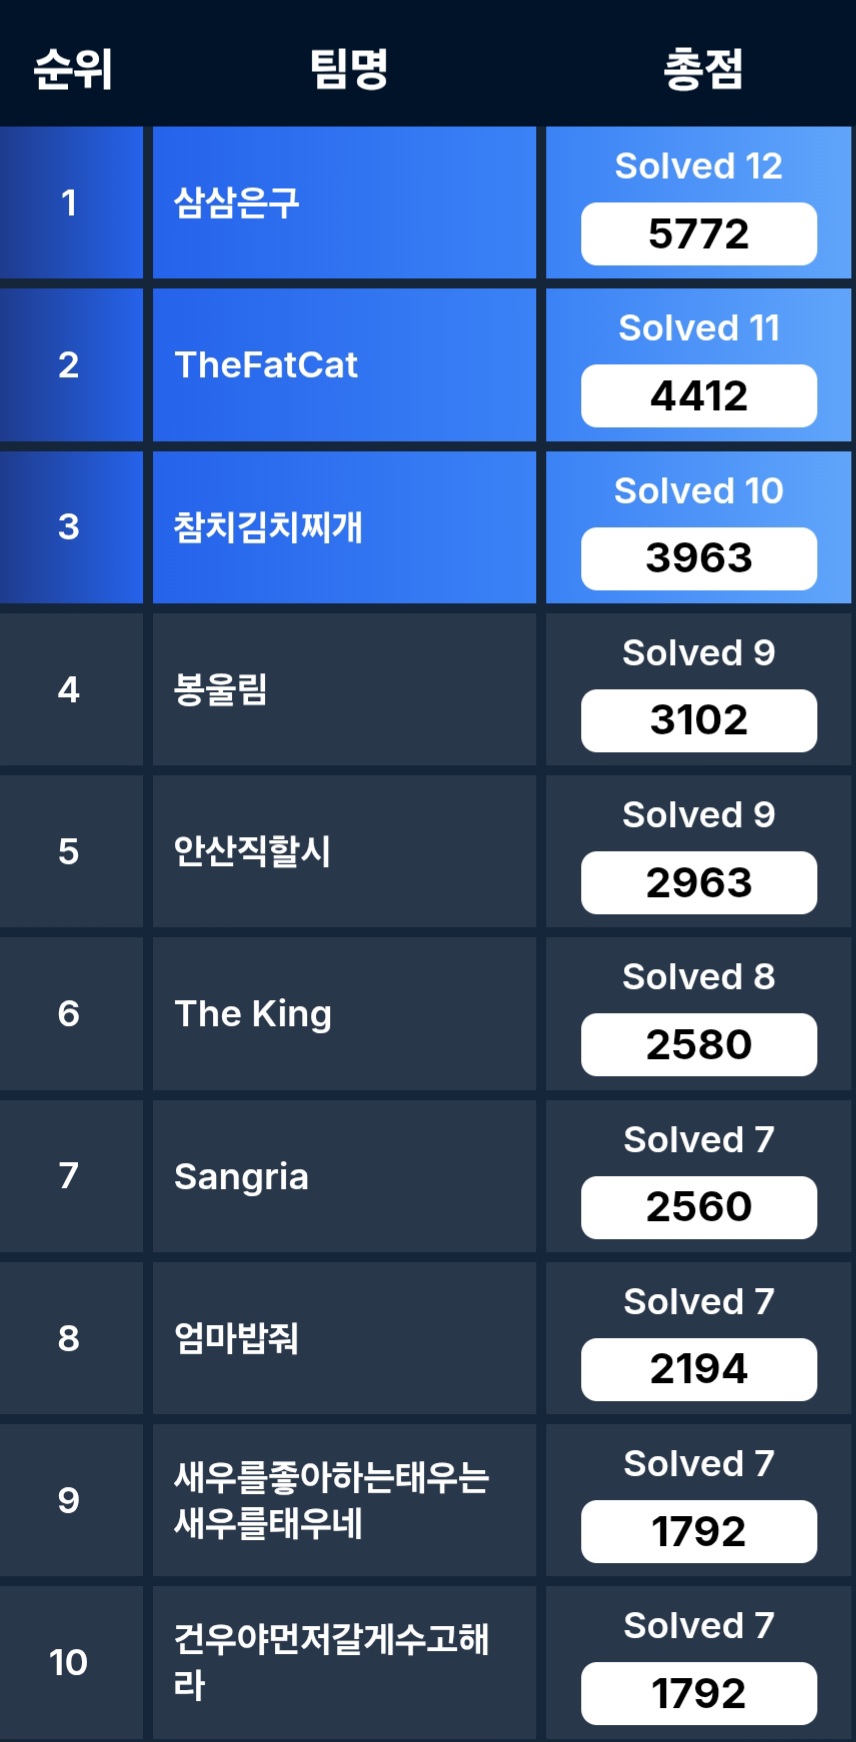 순위 팀명 총점
Solved 12
1 삼삼은구 5772
Solved 11
2 TheFatCat 4412
Solved 10
3 참치김치찌개 3963
Solved 9
4 봉울림 3102
Solved 9
5 안산직할시 2963
Solved 8
6 The King 2580
Solved 7
7 Sangria 2560
Solved 7
8 엄마밥줘 2194
Solved 7
새우를좋아하는태우는
9 1792
새우를태우네
Solved 7
건우야먼저갈게수고해
10 1792
라